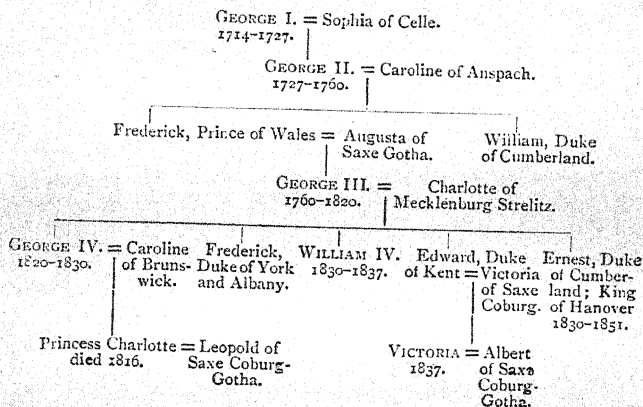 GEORGE I. = Sophia of Celle.
1714-1727.
GEORGE II. = Caroline of Anspach.
1727-1760.
Frederick, Prince of Wales = Augusta of Saxe Gotha.
William, Duke of Cumberland.
GEORGE III. = Charlotte of Mecklenburg Strelitz.
1760-1820.
GEORGE IV. = Caroline of Bruns-
1820-1830.
wick.
Frederick,
Duke of York
and Albany.
WILLIAM IV.
1830-1837.
Edward, Duke
of Kent = Victoria
of Saxe
Coburg.
Ernest, Duke
of Cumber-
land; King
of Hanover
1830-1851.
Princess Charlotte = Leopold of
died 1816.
Saxe Coburg-
Gotha.
VICTORIA = Albert
1837.
of Saxe
Coburg-
Gotha.